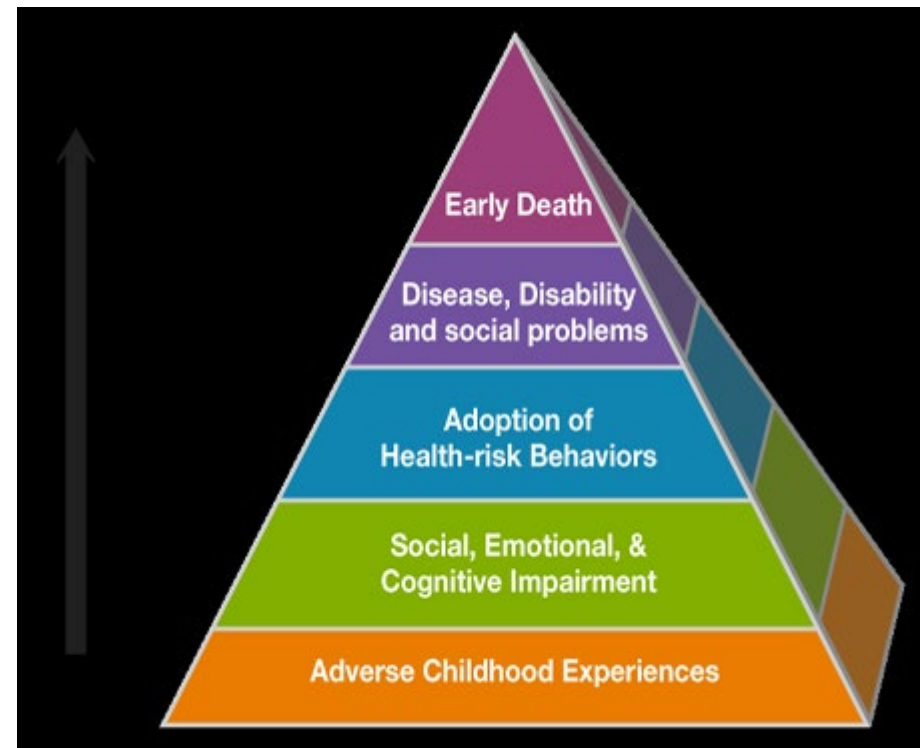 Early Death
Disease, Disability
and social problems
Adoption of
Health-risk Behaviors
Social, Emotional, &
Cognitive Impairment
Adverse Childhood Experiences